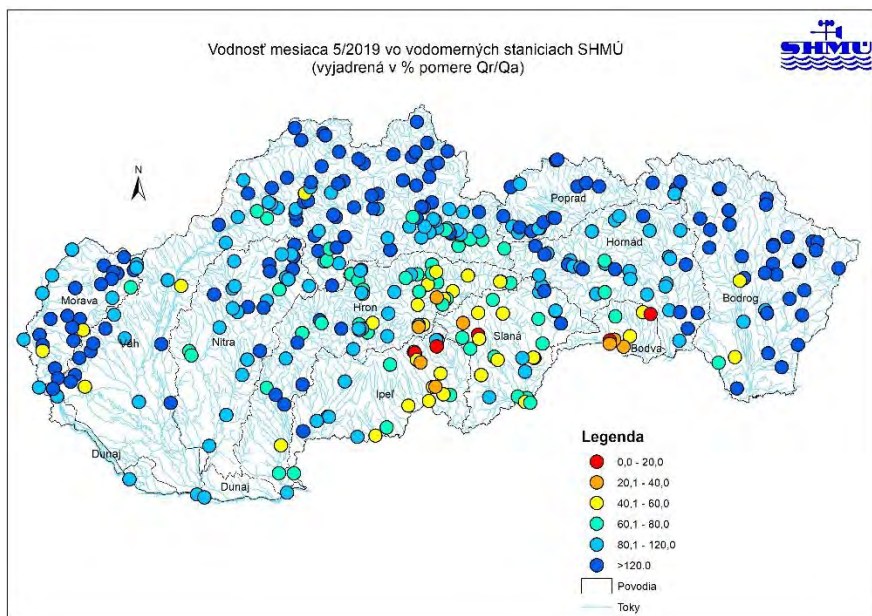 Vodnosť mesiaca 5/2019 vo vodomerných staniciach SHMÚ
(vyjadrená v % pomere Qr/Qa)
SHMÚ
N
Poprad
Hornád
Morava
Bodrog
Hron
Váh
Nitra
Slaná
Bodva
Ipeľ
Dunaj
Dunaj
Legenda
0,0 - 20,0
20,1 - 40,0
40,1 - 60,0
60,1 - 80,0
80,1 - 120,0
>120.0
Povodia
Toky